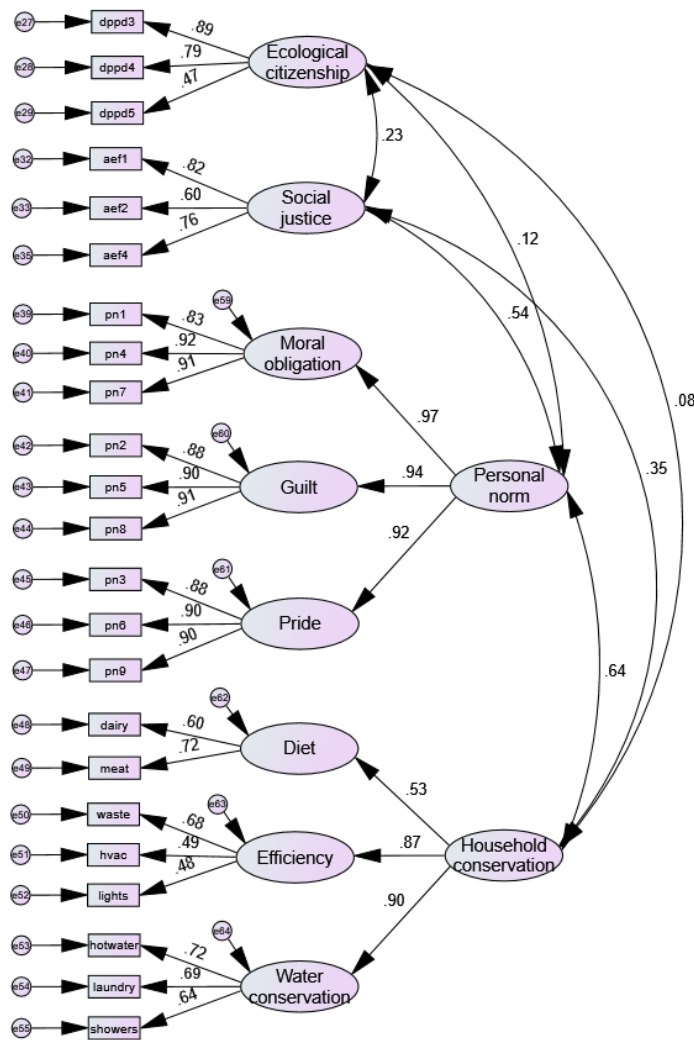 e27
dppd3
.89
Ecological
citizenship
e28
dppd4
.79
e29
dppd5
.47
.23
e32
aef1
.82
Social
justice
e33
aef2
.60
e35
aef4
.76
.12
.54
e59
e39
pn1
.83
Moral
obligation
e40
pn4
.92
e41
pn7
.91
.97
.08
e60
e42
pn2
.88
Guilt
e43
pn5
.90
e44
pn8
.91
.94
Personal
norm
.35
.92
e61
e45
pn3
.88
Pride
e46
pn6
.90
e47
pn9
.90
.64
e62
e48
dairy
.60
Diet
e49
meat
.72
.53
e63
e50
waste
.68
Efficiency
e51
hvac
.49
e52
lights
.48
.87
Household
conservation
.90
e64
e53
hotwater
.72
Water
conservation
e54
laundry
.69
e55
showers
.64